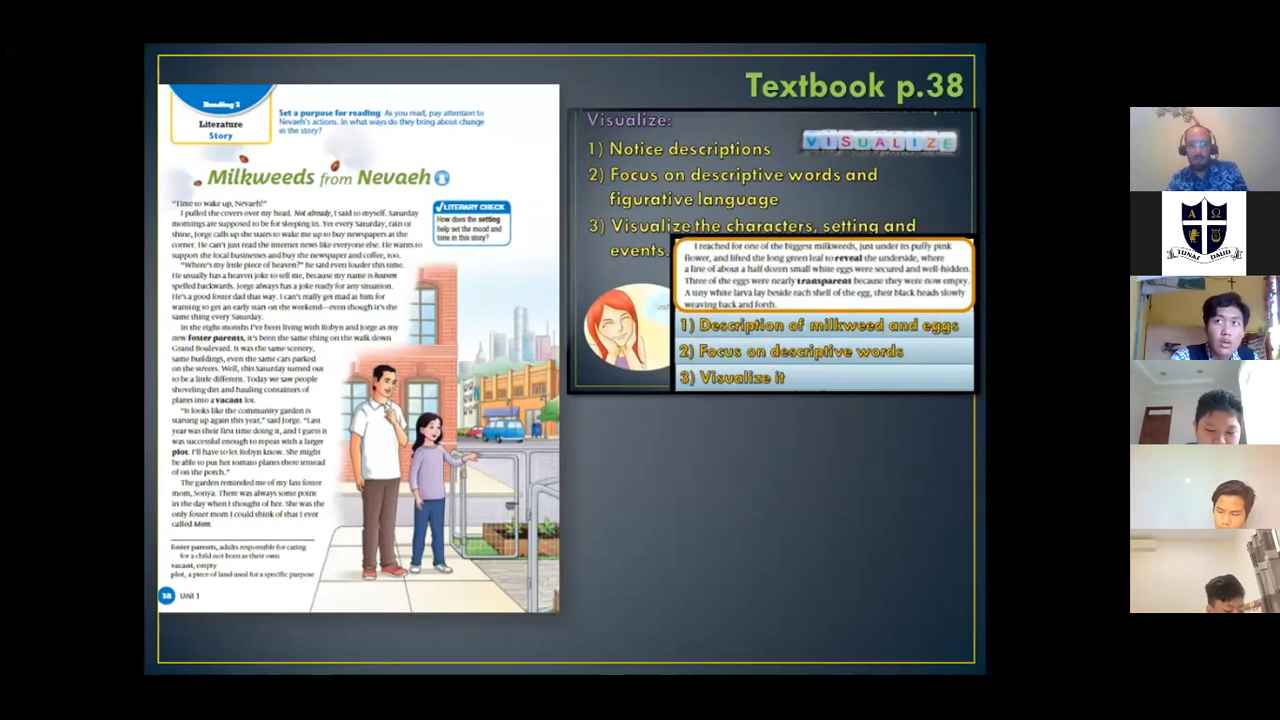 Textbook p.38
Reading 3
Literature
Story
Set a purpose for reading As you read, pay attention to
Nevaeh's actions. In what ways do they bring about change
in the story?
Milkweeds from Nevaeh
"Time to wake up, Nevaeh!"
I pulled the covers over my head. Not already, I said to myself. Saturday
mornings are supposed to be for sleeping in. Yet every Saturday, rain or
shine, Jorge calls up the stairs to wake me up to buy newspapers at the
corner. He can't just read the internet news like everyone else. He wants to
support the local businesses and buy the newspaper and coffee, too.
"Where's my little piece of heaven?" he said even louder this time.
He usually has a heaven joke to tell me, because my name is heaven
spelled backwards. Jorge always has a joke ready for any situation.
He's a good foster dad that way. I can't really get mad at him for
wanting to get an early start on the weekend—even though it's the
same thing every Saturday.
In the eight months I've been living with Robyn and Jorge as my
new foster parents, it's been the same thing on the walk down
Grand Boulevard. It was the same scenery,
same buildings, even the same cars parked
on the streets. Well, this Saturday turned out
to be a little different. Today we saw people
shoveling dirt and hauling containers of
plants into a vacant lot.
"It looks like the community garden is
starting up again this year," said Jorge. "Last
year was their first time doing it, and I guess it
was successful enough to repeat with a larger
plot. I'll have to let Robyn know. She might
be able to put her tomato plants there instead
of on the porch."
The garden reminded me of my last foster
mom, Sonya. There was always some point
in the day when I thought of her. She was the
only foster mom I could think of that I ever
called Mom.
foster parents, adults responsible for caring
for a child not born as their own
vacant, empty
plot, a piece of land used for a specific purpose
38 Unit 1
LITERARY CHECK
How does the setting
help set the mood and
tone in this story?
Visualize:
VISUALIZE
1) Notice descriptions
2) Focus on descriptive words and
figurative language
3) Visualize the characters, setting and
events.
I reached for one of the biggest milkweeds, just under its puffy pink
flower, and lifted the long green leaf to reveal the underside, where
a line of about a half dozen small white eggs were secured and well-hidden.
Three of the eggs were nearly transparent because they were now empty.
A tiny white larva lay beside each shell of the egg, their black heads slowly
weaving back and forth.
1) Description of milkweed and eggs
2) Focus on descriptive words
3) Visualize it
Α Ω
TUNAS DAUD